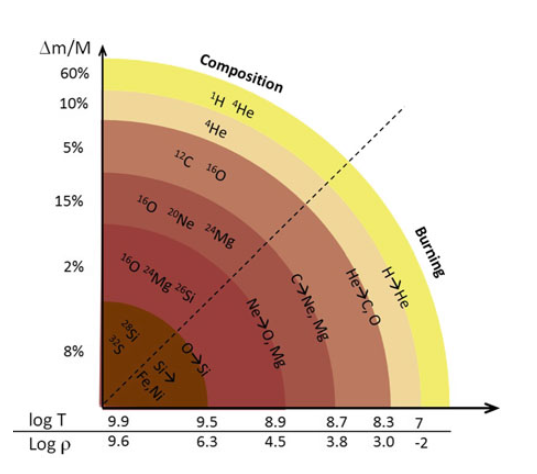 Δm/M
60%
10%
5%
15%
2%
8%
Composition
¹H ⁴He
⁴He
¹²C ¹⁶O
¹⁶O ²⁰Ne ²⁴Mg
¹⁶O ²⁴Mg ²⁶Si
²⁸Si
³²S
Burning
H→He
He→C, O
C→Ne, Mg
Ne→O, Mg
O→Si
Si→
Fe,Ni
log T 9.9 9.5 8.9 8.7 8.3 7
Log ρ 9.6 6.3 4.5 3.8 3.0 -2